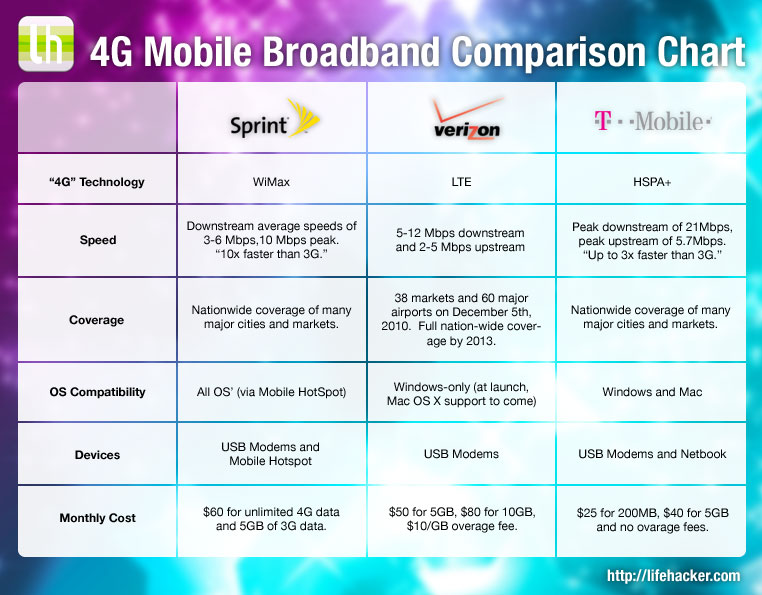 lh
4G Mobile Broadband Comparison Chart
Sprint
verizon
T · · Mobile ·
“4G” Technology
WiMax
LTE
HSPA+
Speed
Downstream average speeds of
3-6 Mbps,10 Mbps peak.
“10x faster than 3G.”
5-12 Mbps downstream
and 2-5 Mbps upstream
Peak downstream of 21Mbps,
peak upstream of 5.7Mbps.
“Up to 3x faster than 3G.”
Coverage
Nationwide coverage of many
major cities and markets.
38 markets and 60 major
airports on December 5th,
2010.  Full nation-wide cover-
age by 2013.
Nationwide coverage of many
major cities and markets.
OS Compatibility
All OS’ (via Mobile HotSpot)
Windows-only (at launch,
Mac OS X support to come)
Windows and Mac
Devices
USB Modems and
Mobile Hotspot
USB Modems
USB Modems and Netbook
Monthly Cost
$60 for unlimited 4G data
and 5GB of 3G data.
$50 for 5GB, $80 for 10GB,
$10/GB overage fee.
$25 for 200MB, $40 for 5GB
and no ovarage fees.
http://lifehacker.com